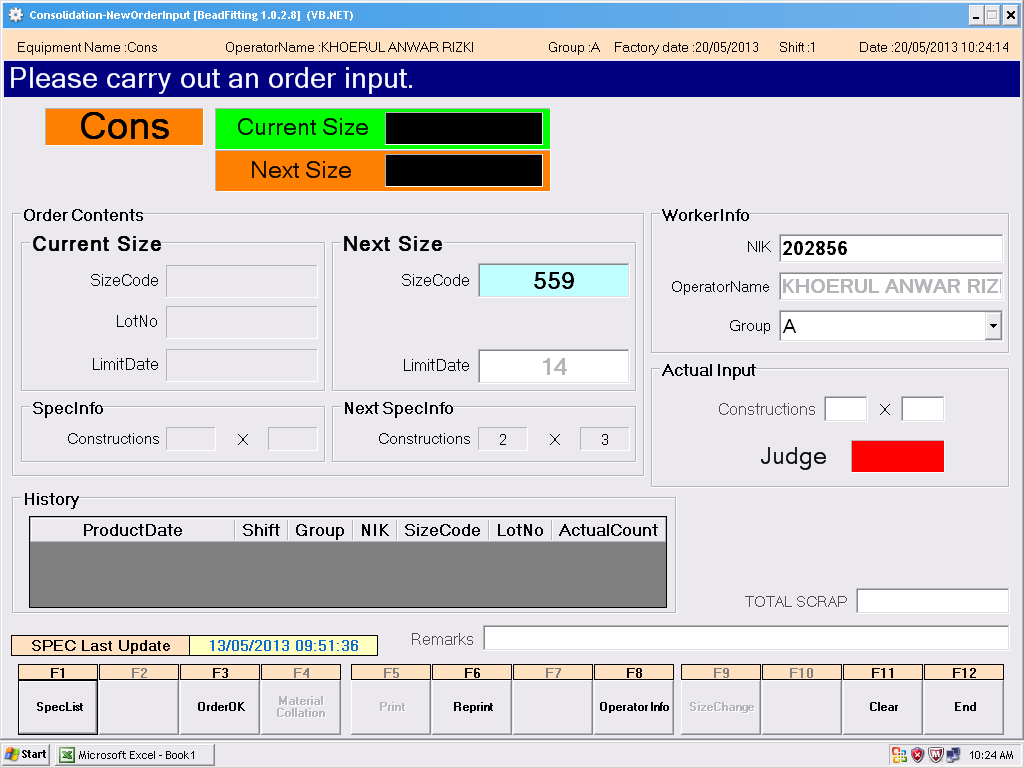 Consolidation-NewOrderInput [BeadFitting 1.0.2.8] (VB.NET)
Equipment Name :Cons OperatorName :KHOERUL ANWAR RIZKI Group :A Factory date :20/05/2013 Shift :1 Date :20/05/2013 10:24:14
Please carry out an order input.
Cons
Current Size
Next Size
Order Contents
Current Size
SizeCode
LotNo
LimitDate
Next Size
SizeCode 559
LimitDate 14
SpecInfo
Constructions X
Next SpecInfo
Constructions 2 X 3
WorkerInfo
NIK 202856
OperatorName KHOERUL ANWAR RIZ
Group A
Actual Input
Constructions X
Judge
History
ProductDate Shift Group NIK SizeCode LotNo ActualCount
TOTAL SCRAP
SPEC Last Update 13/05/2013 09:51:36
Remarks
F1 F2 F3 F4 F5 F6 F7 F8 F9 F10 F11 F12
SpecList OrderOK Material Collation Print Reprint OperatorInfo SizeChange Clear End
Start Microsoft Excel - Book1 10:24 AM